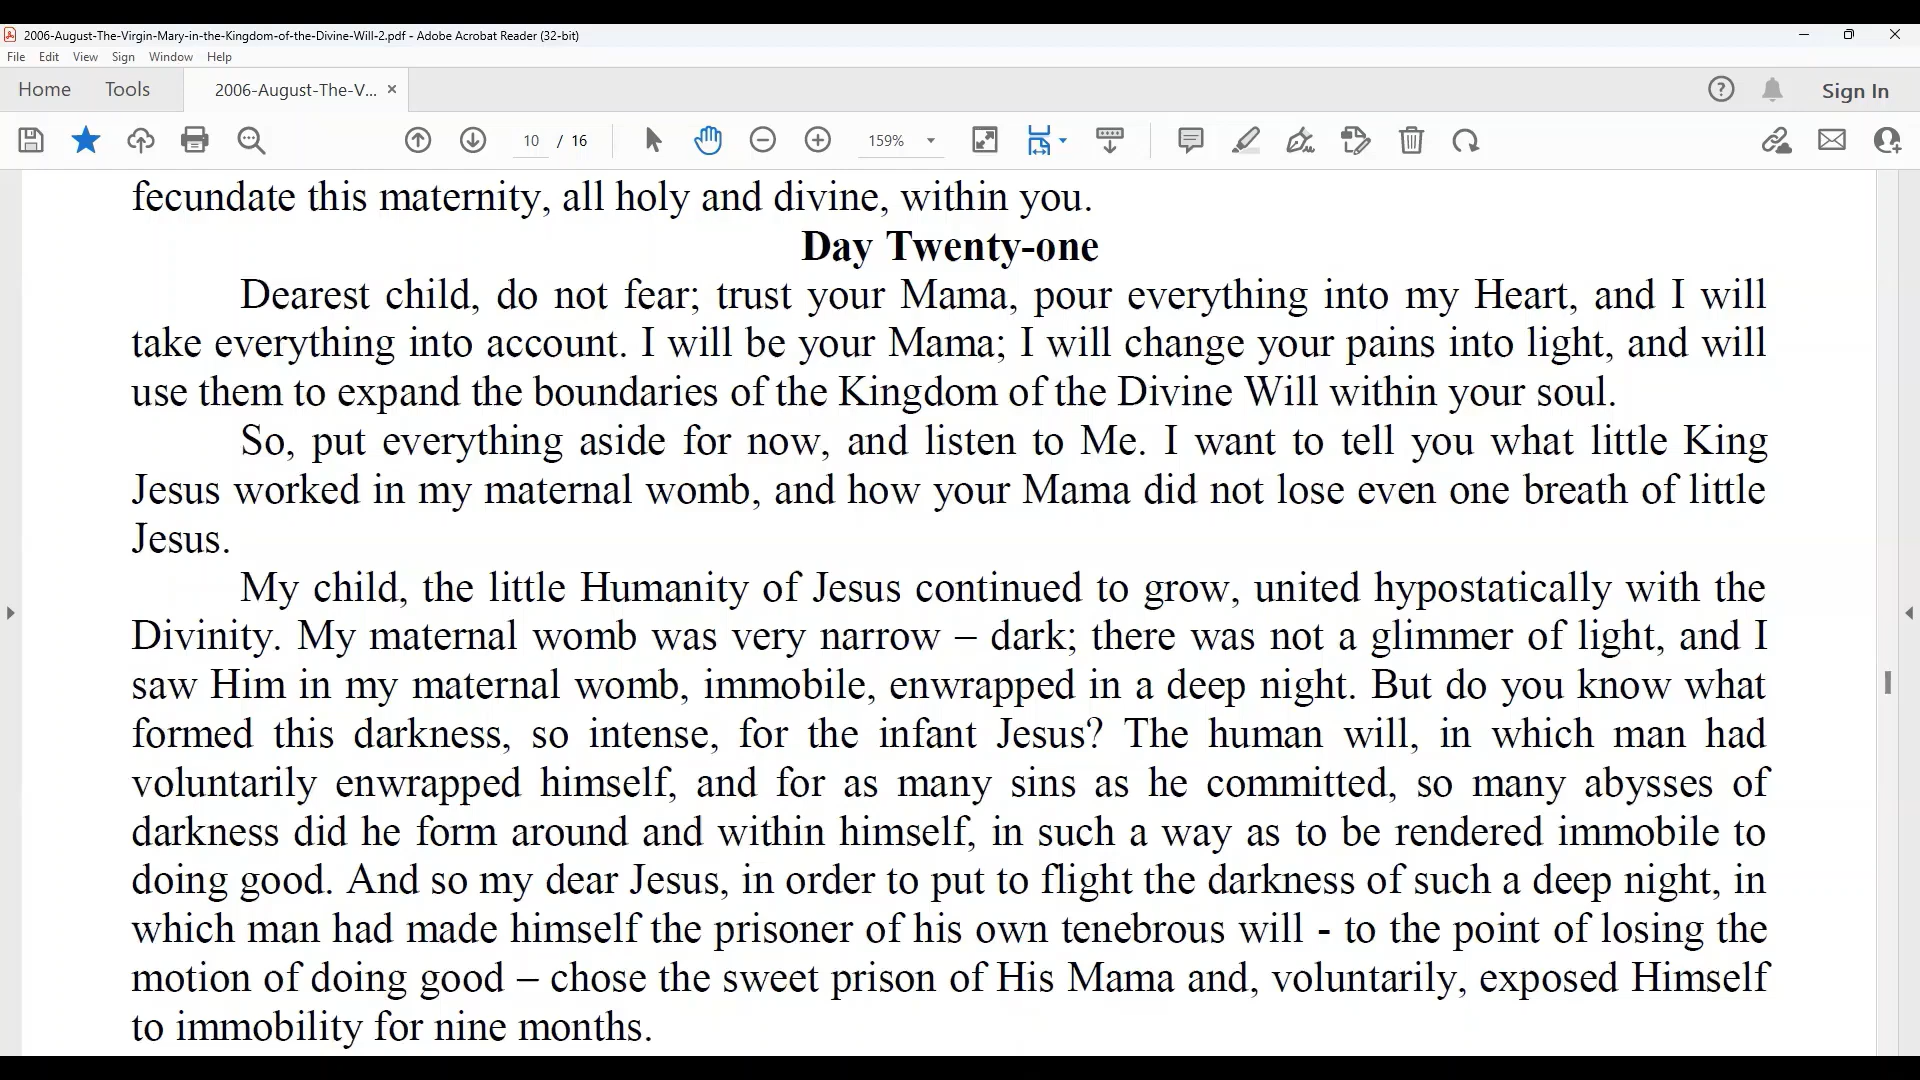 2006-August-The-Virgin-Mary-in-the-Kingdom-of-the-Divine-Will-2.pdf - Adobe Acrobat Reader (32-bit)
File Edit View Sign Window Help
Home Tools 2006-August-The-V... × Sign In
10 / 16 159%
fecundate this maternity, all holy and divine, within you.
Day Twenty-one
Dearest child, do not fear; trust your Mama, pour everything into my Heart, and I will
take everything into account. I will be your Mama; I will change your pains into light, and will
use them to expand the boundaries of the Kingdom of the Divine Will within your soul.
So, put everything aside for now, and listen to Me. I want to tell you what little King
Jesus worked in my maternal womb, and how your Mama did not lose even one breath of little
Jesus.
My child, the little Humanity of Jesus continued to grow, united hypostatically with the
Divinity. My maternal womb was very narrow – dark; there was not a glimmer of light, and I
saw Him in my maternal womb, immobile, enwrapped in a deep night. But do you know what
formed this darkness, so intense, for the infant Jesus? The human will, in which man had
voluntarily enwrapped himself, and for as many sins as he committed, so many abysses of
darkness did he form around and within himself, in such a way as to be rendered immobile to
doing good. And so my dear Jesus, in order to put to flight the darkness of such a deep night, in
which man had made himself the prisoner of his own tenebrous will - to the point of losing the
motion of doing good – chose the sweet prison of His Mama and, voluntarily, exposed Himself
to immobility for nine months.